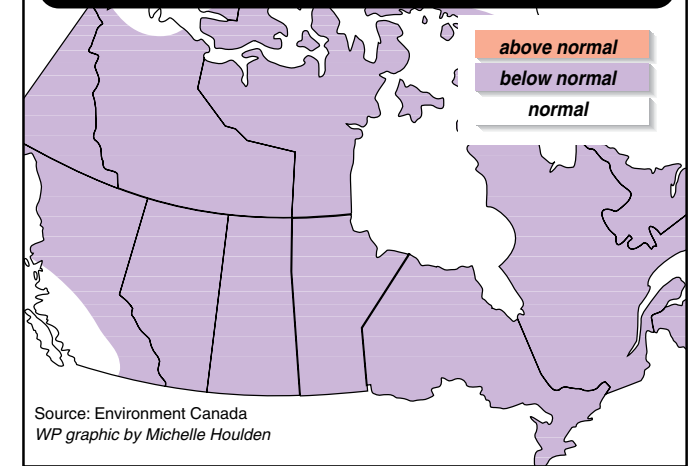 above normal
below normal
normal
Source: Environment Canada
WP graphic by Michelle Houlden